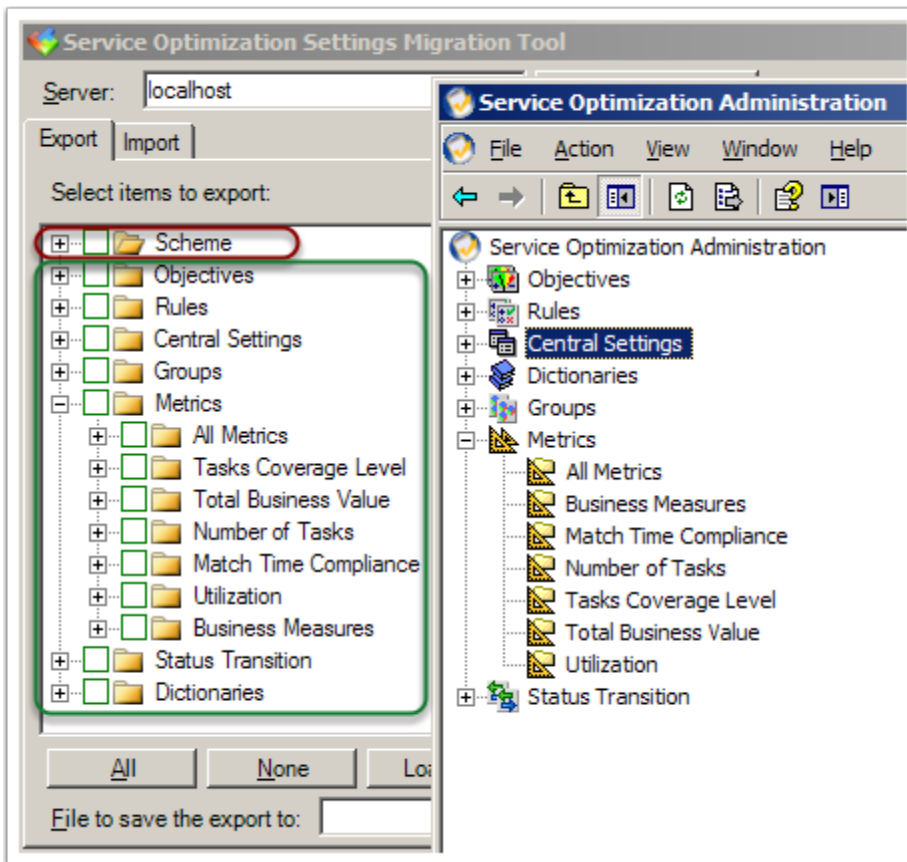 Service Optimization Settings Migration Tool
Server: localhost
Export Import
Select items to export:
Scheme
Objectives
Rules
Central Settings
Groups
Metrics
All Metrics
Tasks Coverage Level
Total Business Value
Number of Tasks
Match Time Compliance
Utilization
Business Measures
Status Transition
Dictionaries
All None
File to save the export to:
Service Optimization Administration
File Action View Window Help
Service Optimization Administration
Objectives
Rules
Central Settings
Dictionaries
Groups
Metrics
All Metrics
Business Measures
Match Time Compliance
Number of Tasks
Tasks Coverage Level
Total Business Value
Utilization
Status Transition